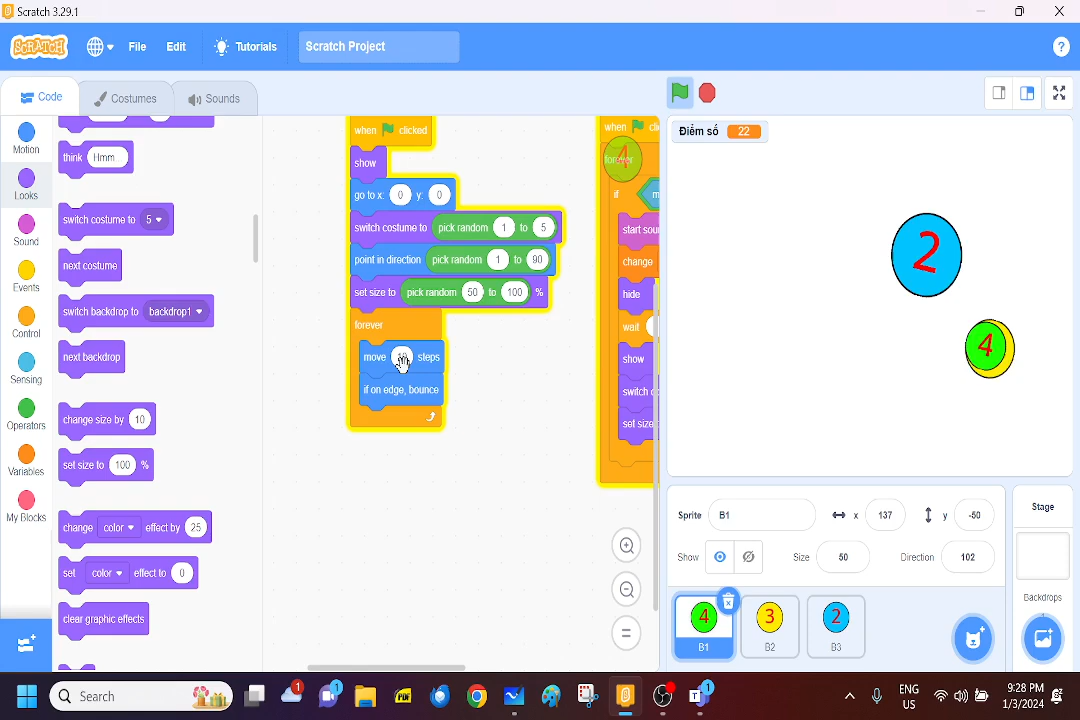 Scratch 3.29.1
SCRATCH
File
Edit
Tutorials
Scratch Project
?
Code
Costumes
Sounds
Motion
Looks
Sound
Events
Control
Sensing
Operators
Variables
My Blocks
think Hmm...
switch costume to 5
next costume
switch backdrop to backdrop1
next backdrop
change size by 10
set size to 100 %
change color effect by 25
set color effect to 0
clear graphic effects
when clicked
show
go to x: 0 y: 0
switch costume to pick random 1 to 5
point in direction pick random 1 to 90
set size to pick random 50 to 100 %
forever
move steps
if on edge, bounce
when
forever
4
if
start sou
change
hide
wait
show
switch c
set size
Điểm số 22
2
4
Sprite B1 x 137 y -50
Show Size 50 Direction 102
4
B1
3
B2
2
B3
Stage
Backdrops
Search
1
1
PDF
1
ENG
US
9:28 PM
1/3/2024